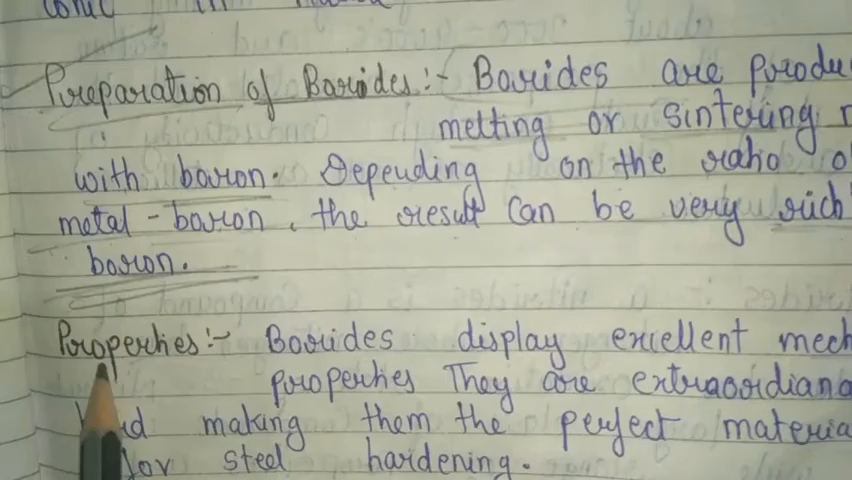 Preparation of Borides:- Borides are produ
melting or sintering
with boron. Depending on the ratio o
metal-boron, the result can be very rich
boron.
Properties:- Borides display excellent mech
properties They are extraordiana
making them the perfect materia
for steel hardening.